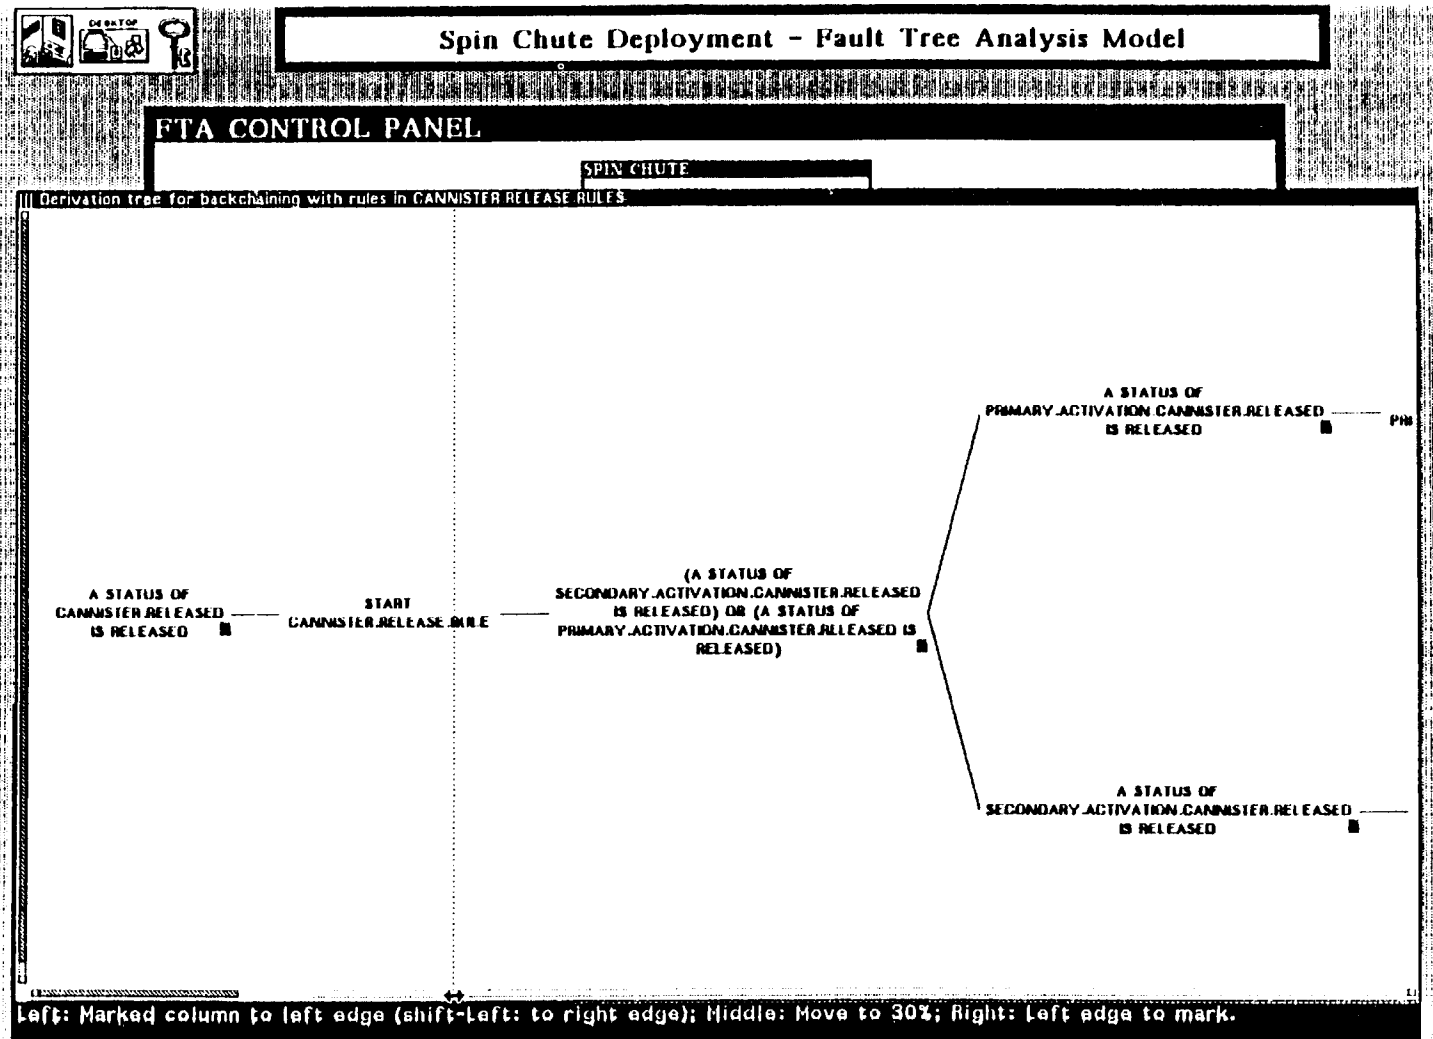 DESKTOP
Spin Chute Deployment - Fault Tree Analysis Model
FTA CONTROL PANEL
SPIN CHUTE
Derivation tree for backchaining with rules in CANNISTER.RELEASE.RULES
A STATUS OF
PRIMARY.ACTIVATION.CANNISTER.RELEASED
IS RELEASED
PRI
A STATUS OF
CANNISTER.RELEASED
IS RELEASED
START
CANNISTER.RELEASE.RULE
(A STATUS OF
SECONDARY.ACTIVATION.CANNISTER.RELEASED
IS RELEASED) OR (A STATUS OF
PRIMARY.ACTIVATION.CANNISTER.RELEASED IS
RELEASED)
A STATUS OF
SECONDARY.ACTIVATION.CANNISTER.RELEASED
IS RELEASED
Left: Marked column to left edge (shift-Left: to right edge); Middle: Move to 30%; Right: Left edge to mark.